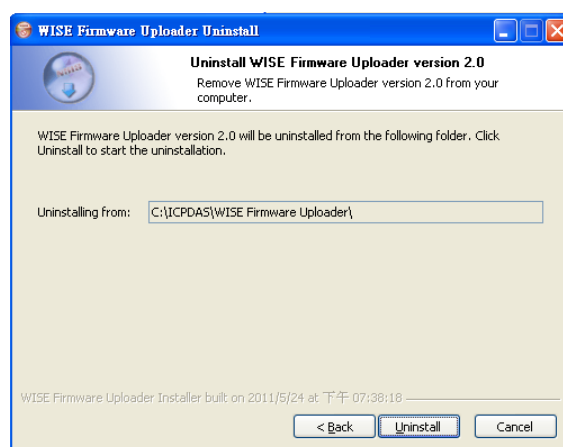 WISE Firmware Uploader Uninstall
Uninstall WISE Firmware Uploader version 2.0
Remove WISE Firmware Uploader version 2.0 from your
computer.
WISE Firmware Uploader version 2.0 will be uninstalled from the following folder. Click
Uninstall to start the uninstallation.
Uninstalling from: C:\ICPDAS\WISE Firmware Uploader\
WISE Firmware Uploader Installer built on 2011/5/24 at 下午 07:38:18
< Back Uninstall Cancel